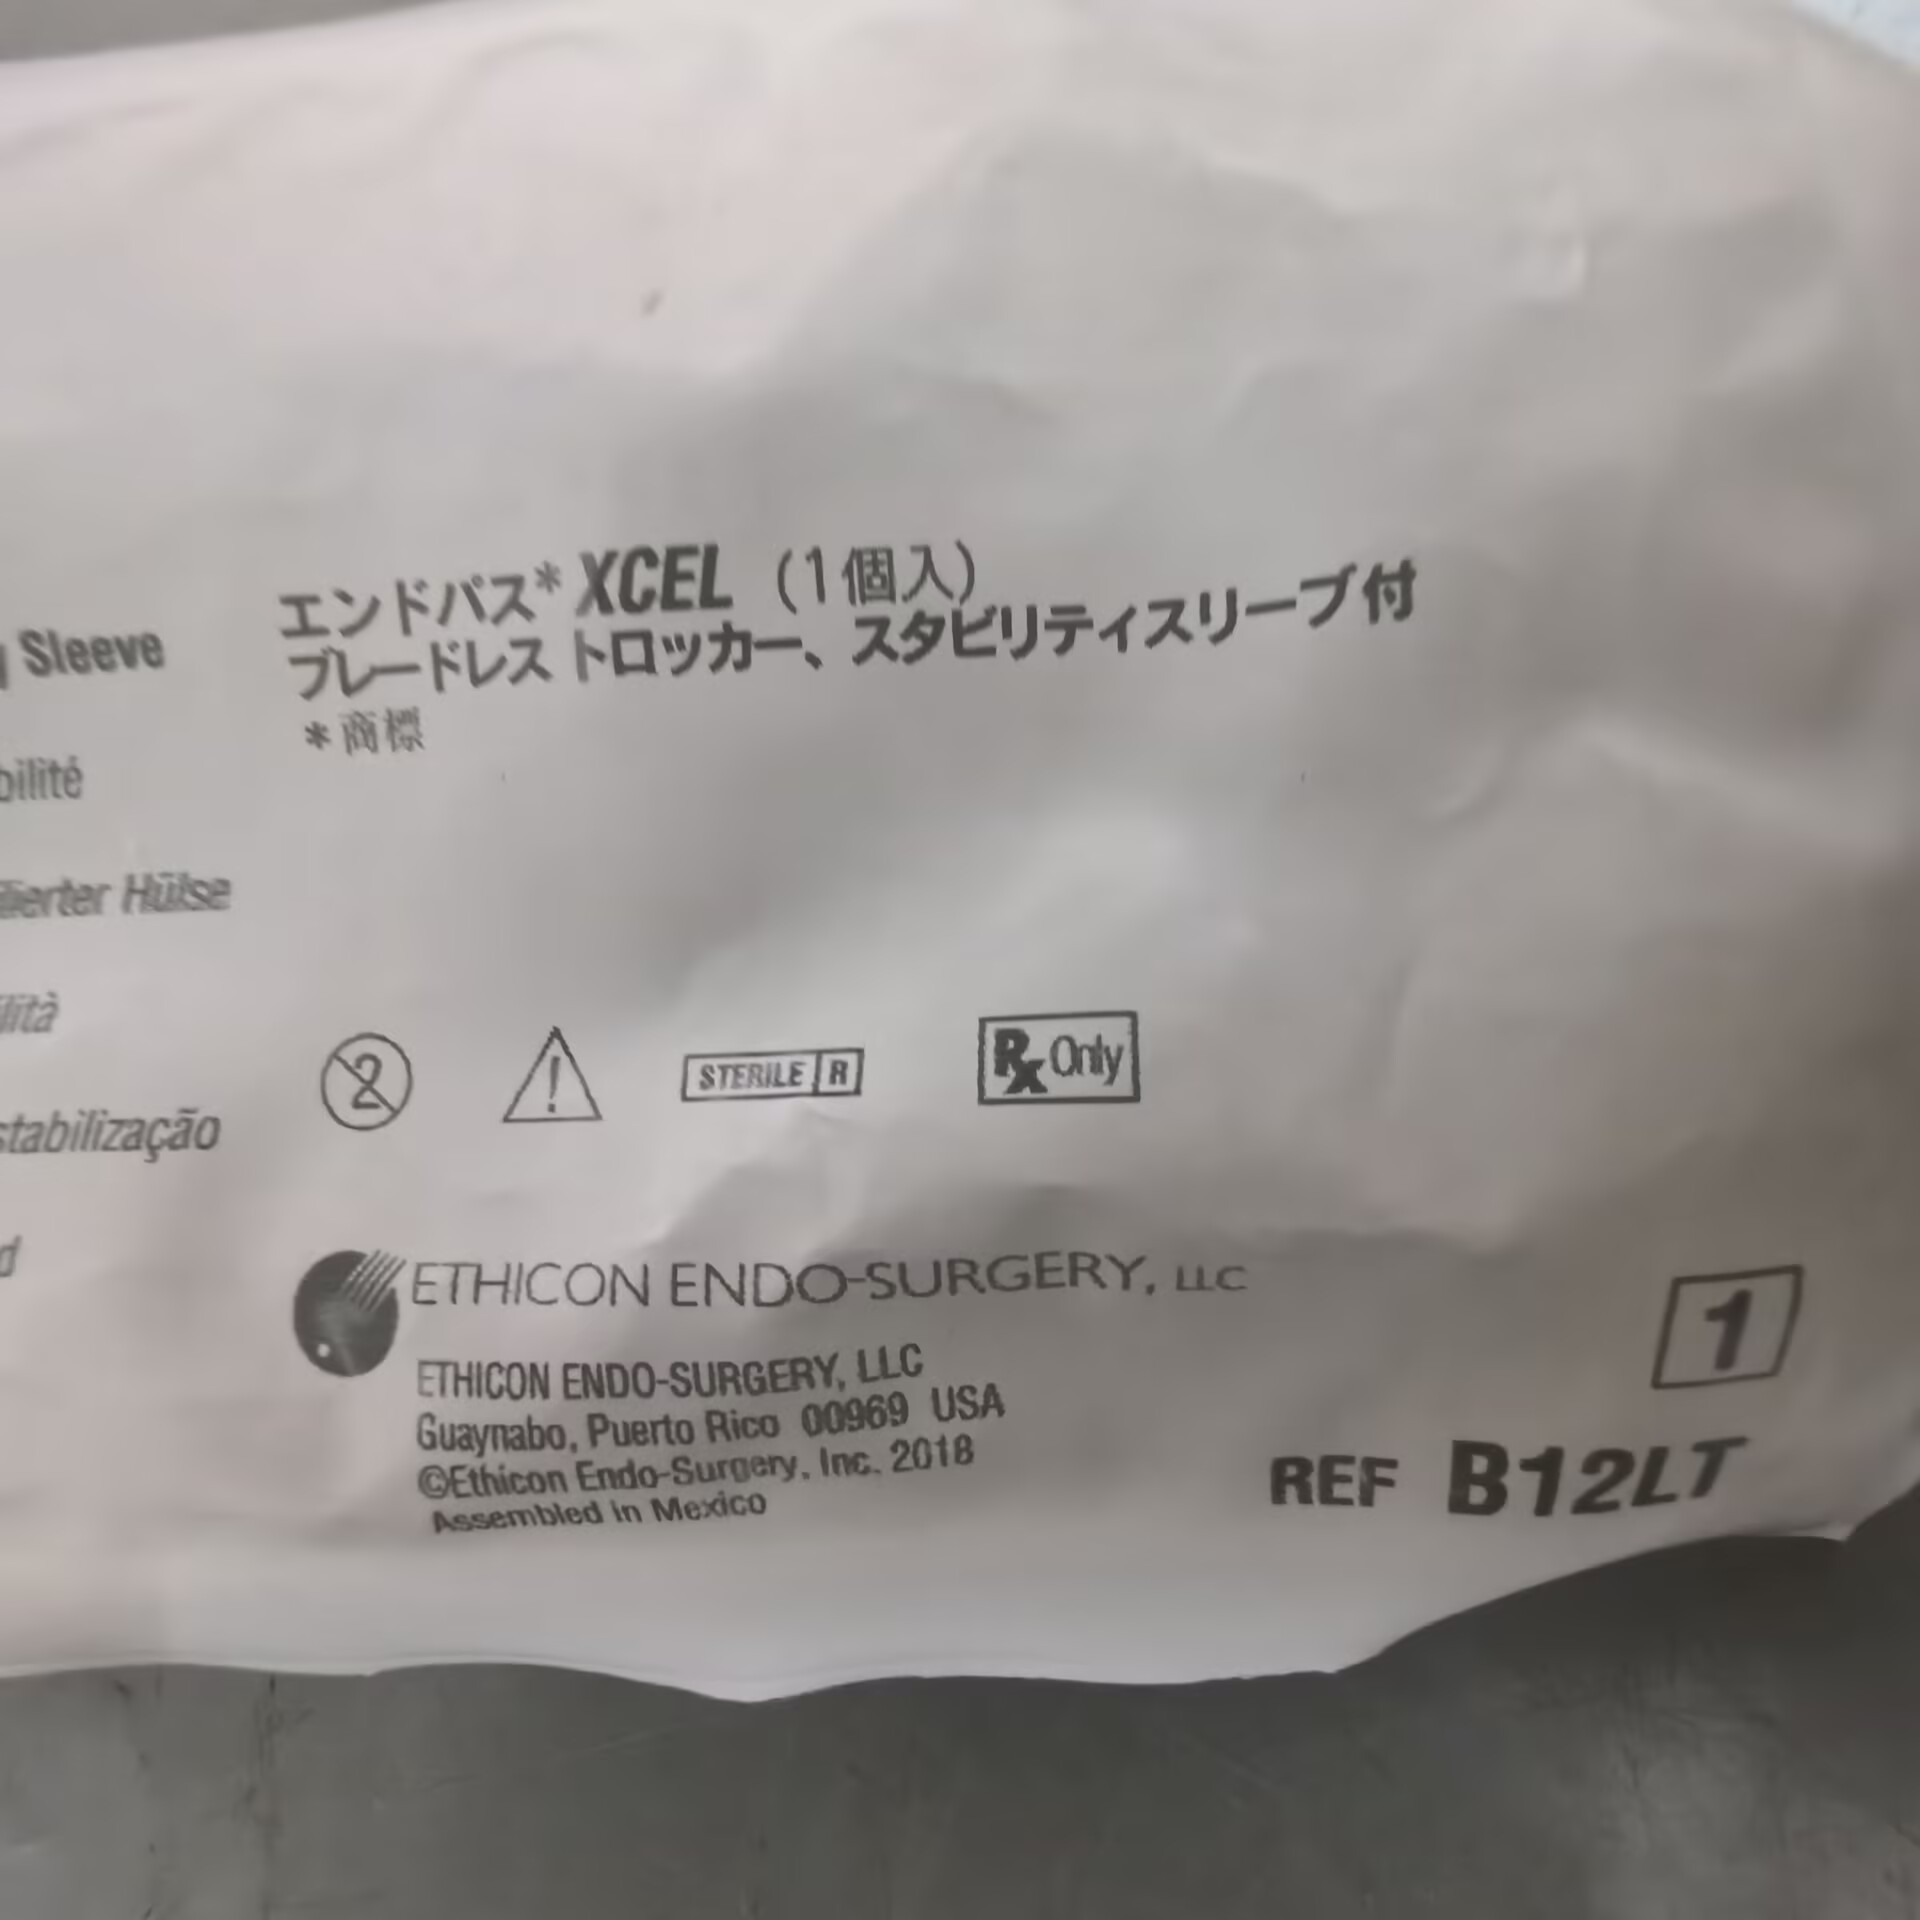 Sleeve
エンドパス* XCEL (1個入)
ブレードレス トロッカー、スタビリティスリーブ付
*商標
bilité
llierter Hülse
ilità
stabilização
d
2
!
STERILE R
Rx Only
ETHICON ENDO-SURGERY, LLC
ETHICON ENDO-SURGERY, LLC
Guaynabo, Puerto Rico 00969 USA
©Ethicon Endo-Surgery, Inc. 2018
Assembled in Mexico
1
REF B12LT